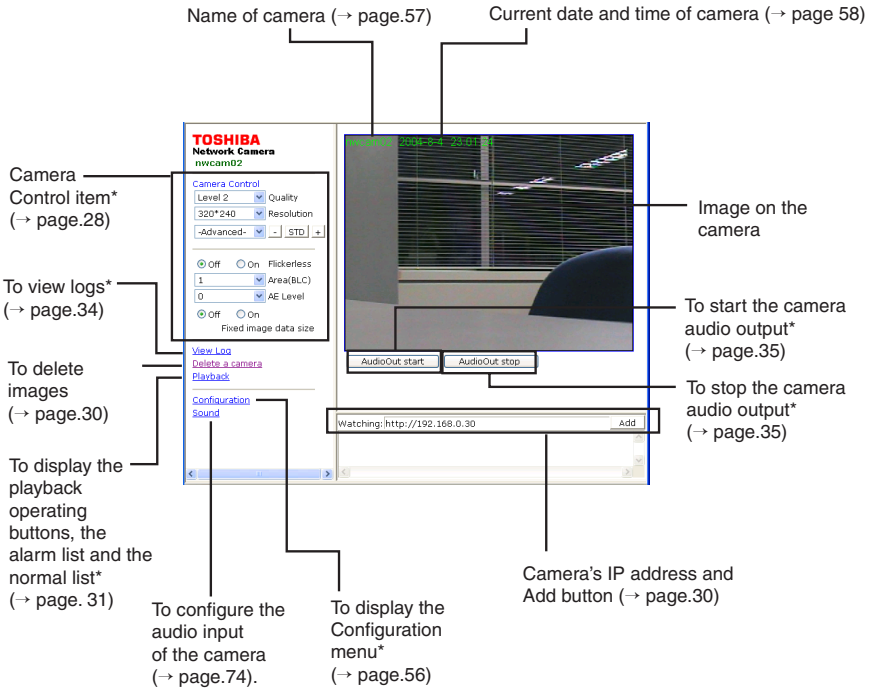 Name of camera (→ page.57)
Current date and time of camera (→ page 58)
TOSHIBA
Network Camera
nwcam02
nwcam02 2004-8-4 23:01:
Camera
Control item*
(→ page.28)
Camera Control
Level 2 Quality
320*240 Resolution
-Advanced- - STD +
Off On Flickerless
1 Area(BLC)
0 AE Level
Off On
Fixed image data size
Image on the
camera
To view logs*
(→ page.34)
To start the camera
audio output*
(→ page.35)
View Log
Delete a camera
Playback
AudioOut start
AudioOut stop
To delete
images
(→ page.30)
To stop the camera
audio output*
(→ page.35)
Configuration
Sound
Watching: http://192.168.0.30 Add
To display the
playback
operating
buttons, the
alarm list and the
normal list*
(→ page. 31)
To configure the
audio input
of the camera
(→ page.74).
To display the
Configuration
menu*
(→ page.56)
Camera's IP address and
Add button (→ page.30)